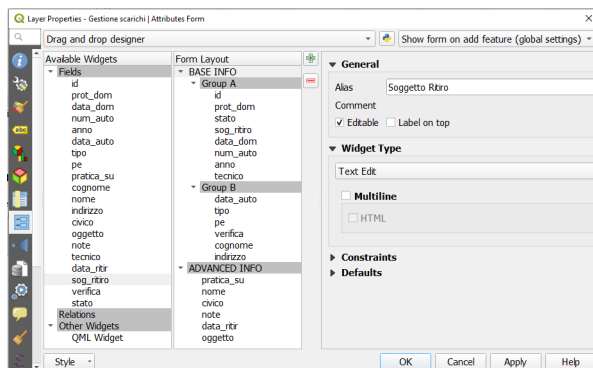 Layer Properties - Gestione scarichi | Attributes Form
Drag and drop designer
Show form on add feature (global settings)
Available Widgets
Fields
id
prot_dom
data_dom
num_auto
anno
data_auto
tipo
pe
pratica_su
cognome
nome
indirizzo
civico
oggetto
note
tecnico
data_ritir
sog_ritiro
verifica
stato
Relations
Other Widgets
QML Widget
Form Layout
BASE INFO
Group A
id
prot_dom
stato
sog_ritiro
data_dom
num_auto
anno
tecnico
Group B
data_auto
tipo
pe
verifica
cognome
indirizzo
ADVANCED INFO
pratica_su
nome
civico
note
data_ritir
oggetto
General
Alias
Soggetto Ritiro
Comment
Editable
Label on top
Widget Type
Text Edit
Multiline
HTML
Constraints
Defaults
Style
OK
Cancel
Apply
Help